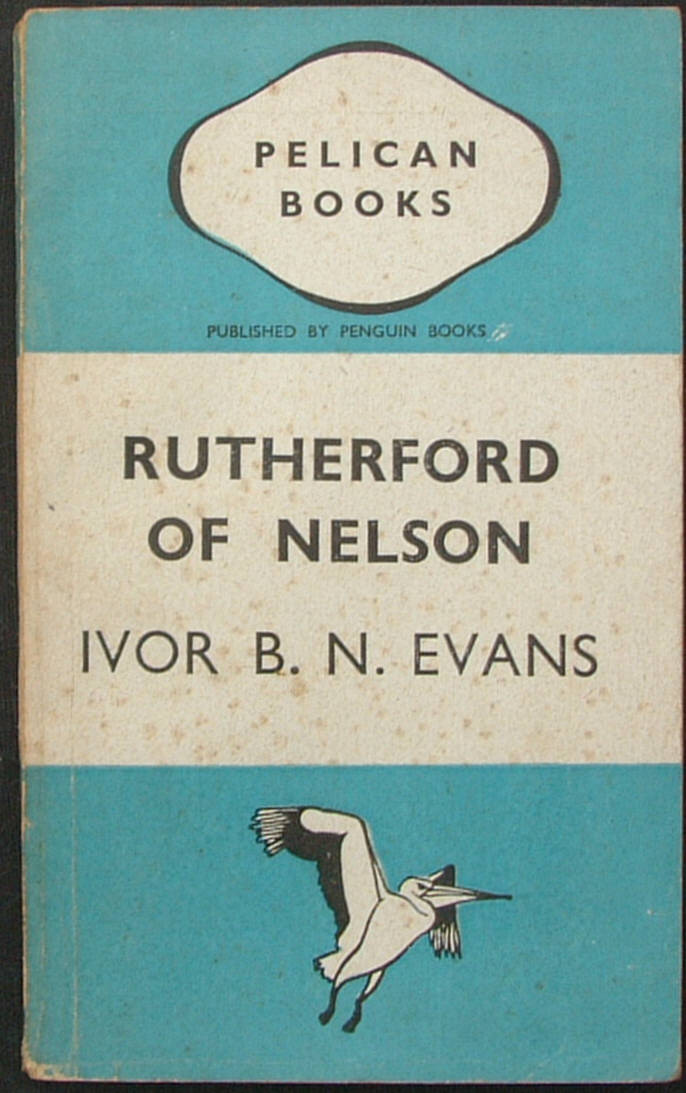 PELICAN
BOOKS
PUBLISHED BY PENGUIN BOOKS
RUTHERFORD
OF NELSON
IVOR B. N. EVANS